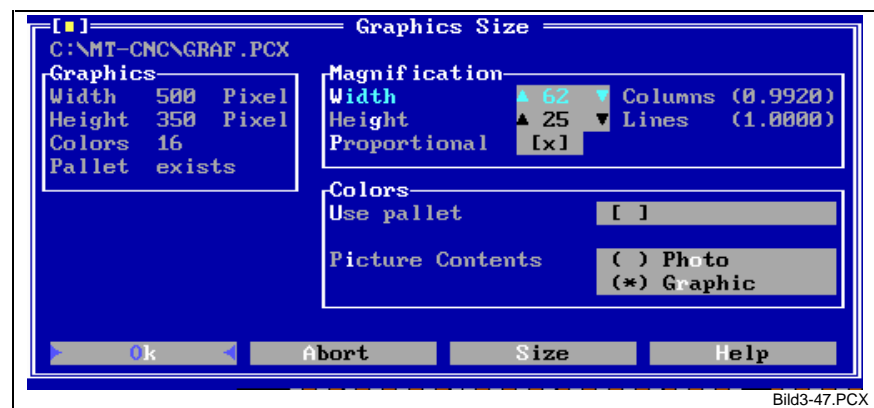 [■] Graphics Size
C:\MT-CNC\GRAF.PCX
Graphics
Width 500 Pixel
Height 350 Pixel
Colors 16
Pallet exists
Magnification
Width ▲ 62 ▼ Columns (0.9920)
Height ▲ 25 ▼ Lines (1.0000)
Proportional [x]
Colors
Use pallet [ ]
Picture Contents ( ) Photo
(*) Graphic
Ok Abort Size Help
Bild3-47.PCX